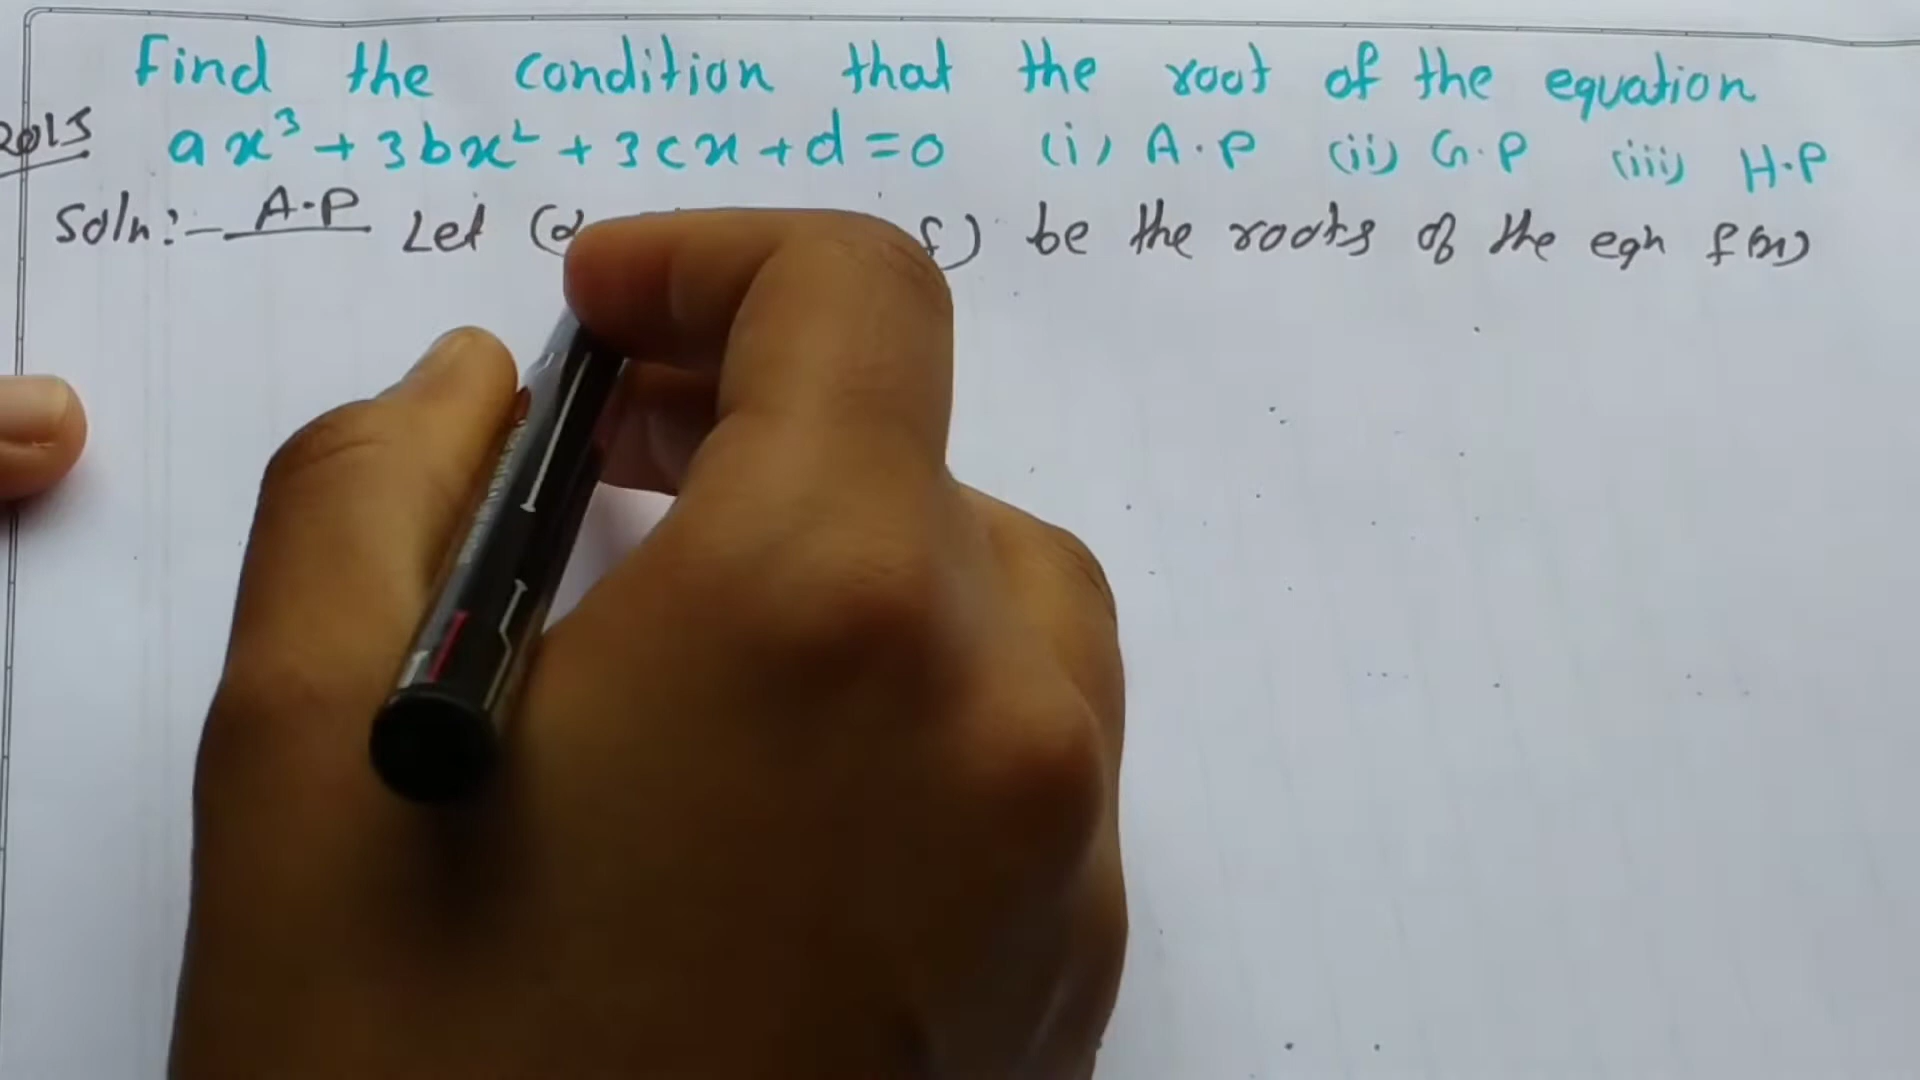 Find the condition that the root of the equation
2015 ax³ + 3bx² + 3cx + d = 0 (i) A.P (ii) G.P (iii) H.P
Soln:- A.P Let be the roots of the eqn f(x)